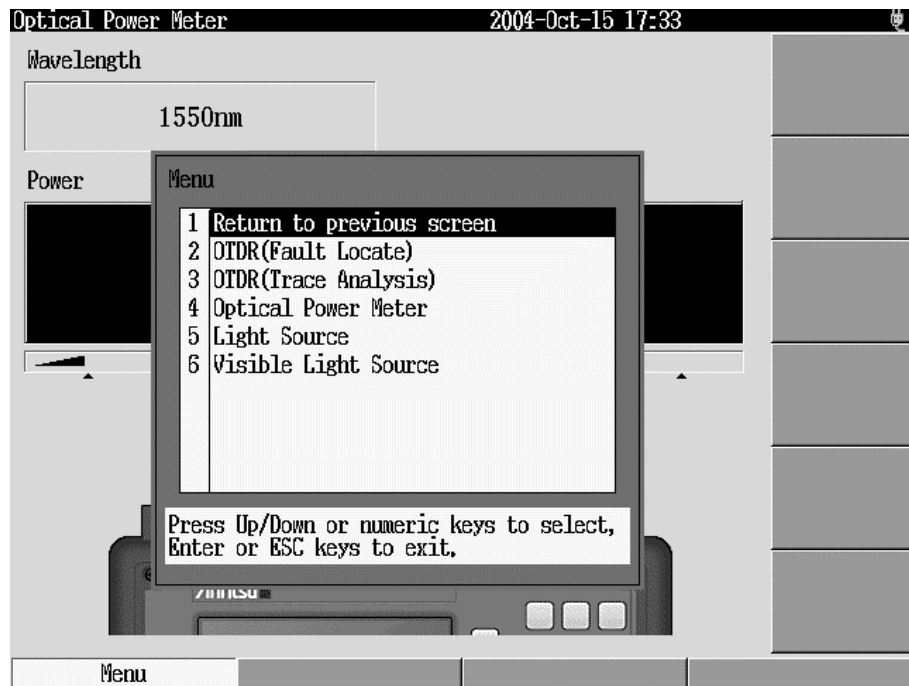 Optical Power Meter 2004-Oct-15 17:33
Wavelength
1550nm
Power
Menu
1 Return to previous screen
2 OTDR(Fault Locate)
3 OTDR(Trace Analysis)
4 Optical Power Meter
5 Light Source
6 Visible Light Source
Press Up/Down or numeric keys to select,
Enter or ESC keys to exit.
Anritsu
Menu